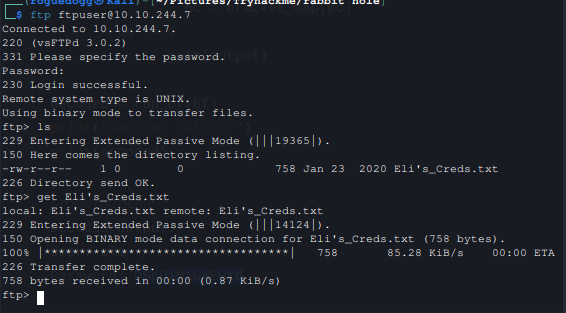 (roguedogg㉿Kali)-[~/Pictures/Tryhackme/rabbit hole]
$ ftp ftpuser@10.10.244.7
Connected to 10.10.244.7.
220 (vsFTPd 3.0.2)
331 Please specify the password.
Password:
230 Login successful.
Remote system type is UNIX.
Using binary mode to transfer files.
ftp> ls
229 Entering Extended Passive Mode (|||19365|).
150 Here comes the directory listing.
-rw-r--r-- 1 0 0 758 Jan 23 2020 Eli's_Creds.txt
226 Directory send OK.
ftp> get Eli's_Creds.txt
local: Eli's_Creds.txt remote: Eli's_Creds.txt
229 Entering Extended Passive Mode (|||14124|).
150 Opening BINARY mode data connection for Eli's_Creds.txt (758 bytes).
100% |***********************************| 758 85.28 KiB/s 00:00 ETA
226 Transfer complete.
758 bytes received in 00:00 (0.87 KiB/s)
ftp>